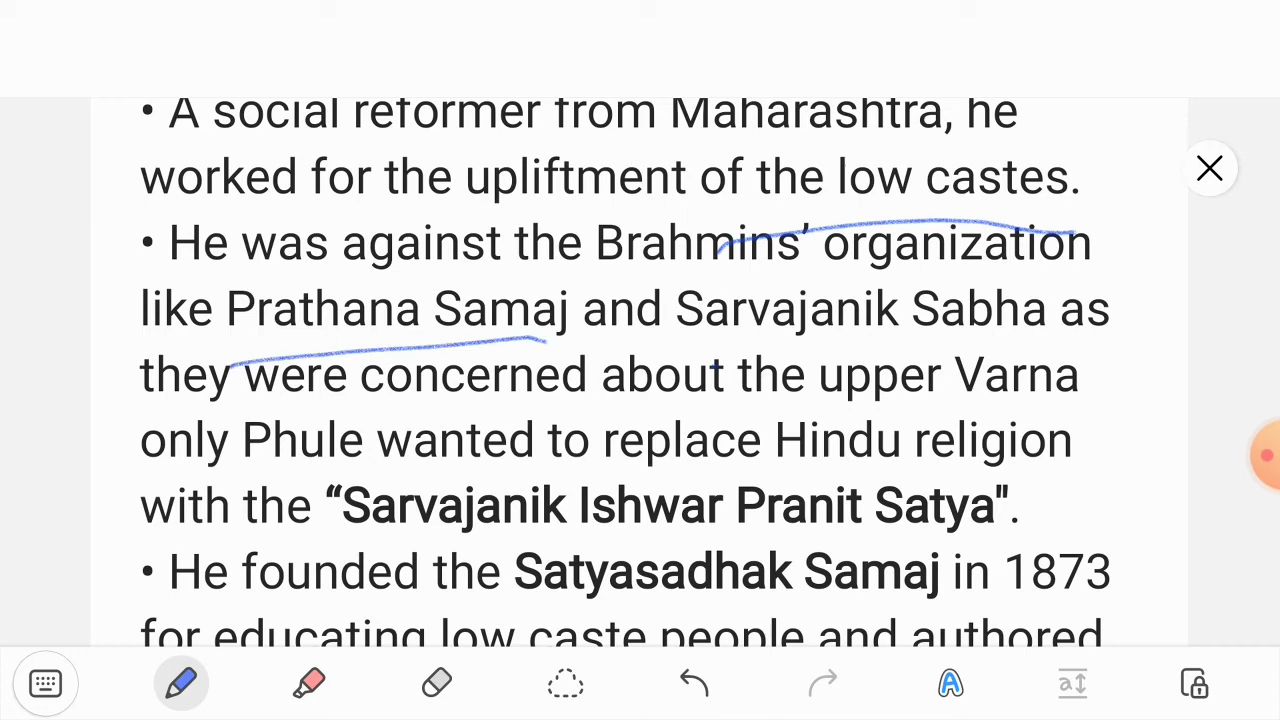 • A social reformer from Maharashtra, he
worked for the upliftment of the low castes.
• He was against the Brahmins’ organization
like Prathana Samaj and Sarvajanik Sabha as
they were concerned about the upper Varna
only Phule wanted to replace Hindu religion
with the “Sarvajanik Ishwar Pranit Satya".
• He founded the Satyasadhak Samaj in 1873
for educating low caste people and authored
A
a